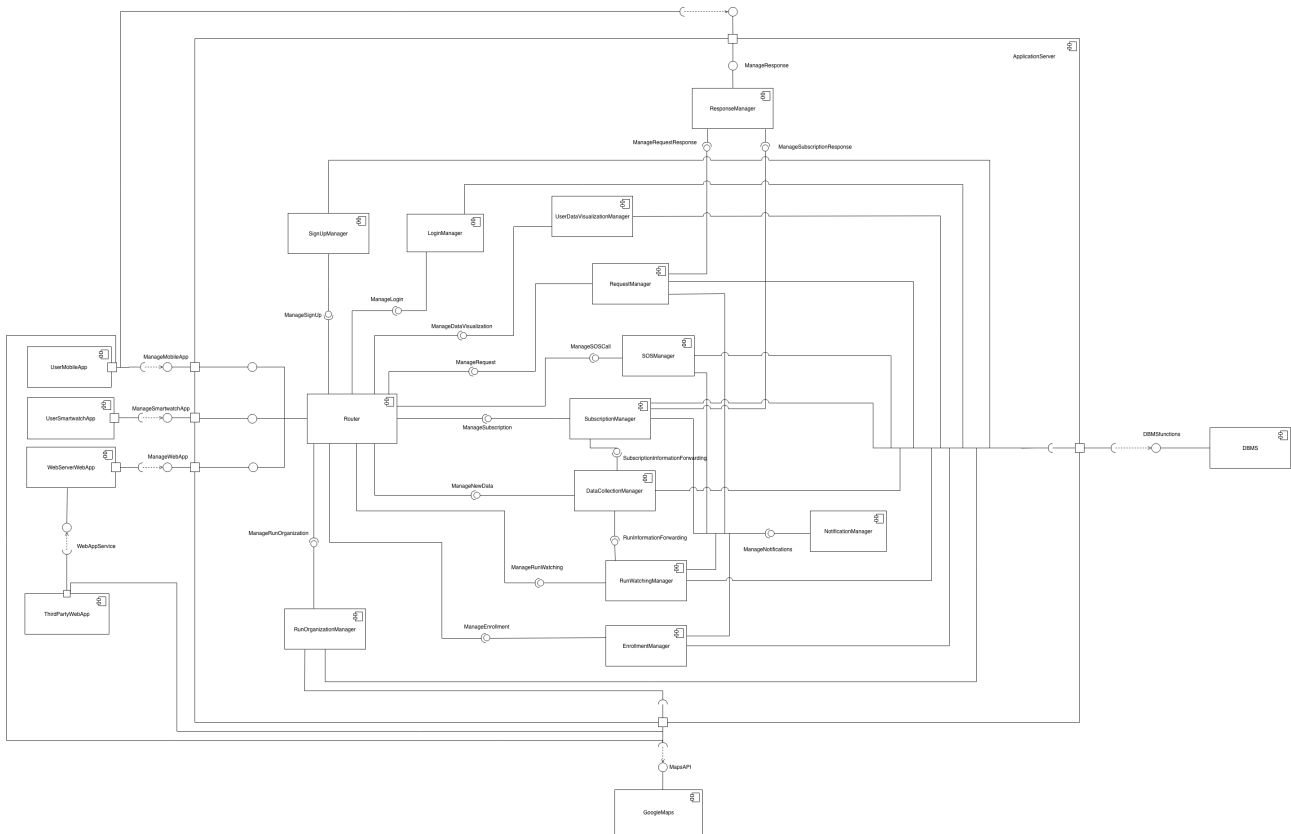 ApplicationServer
ManageResponse
ResponseManager
ManageRequestResponse
ManageSubscriptionResponse
UserDataVisualizationManager
SignUpManager
LoginManager
RequestManager
ManageLogin
ManageSignUp
ManageDataVisualization
ManageSOSCall
SOSManager
ManageMobileApp
UserMobileApp
ManageRequest
ManageSmartwatchApp
UserSmartwatchApp
Router
SubscriptionManager
ManageSubscription
DBMSfunctions
DBMS
ManageWebApp
WebServerWebApp
SubscriptionInformationForwarding
ManageNewData
DataCollectionManager
ManageRunOrganization
RunInformationForwarding
NotificationManager
ManageNotifications
WebAppService
ManageRunWatching
RunWatchingManager
ThirdPartyWebApp
RunOrganizationManager
ManageEnrollment
EnrollmentManager
MapsAPI
GoogleMaps